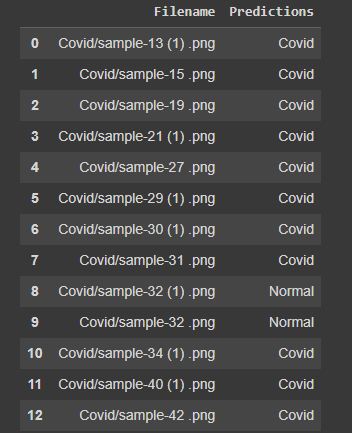 Filename Predictions
0 Covid/sample-13 (1) .png Covid
1 Covid/sample-15 .png Covid
2 Covid/sample-19 .png Covid
3 Covid/sample-21 (1) .png Covid
4 Covid/sample-27 .png Covid
5 Covid/sample-29 (1) .png Covid
6 Covid/sample-30 (1) .png Covid
7 Covid/sample-31 .png Covid
8 Covid/sample-32 (1) .png Normal
9 Covid/sample-32 .png Normal
10 Covid/sample-34 (1) .png Covid
11 Covid/sample-40 (1) .png Covid
12 Covid/sample-42 .png Covid